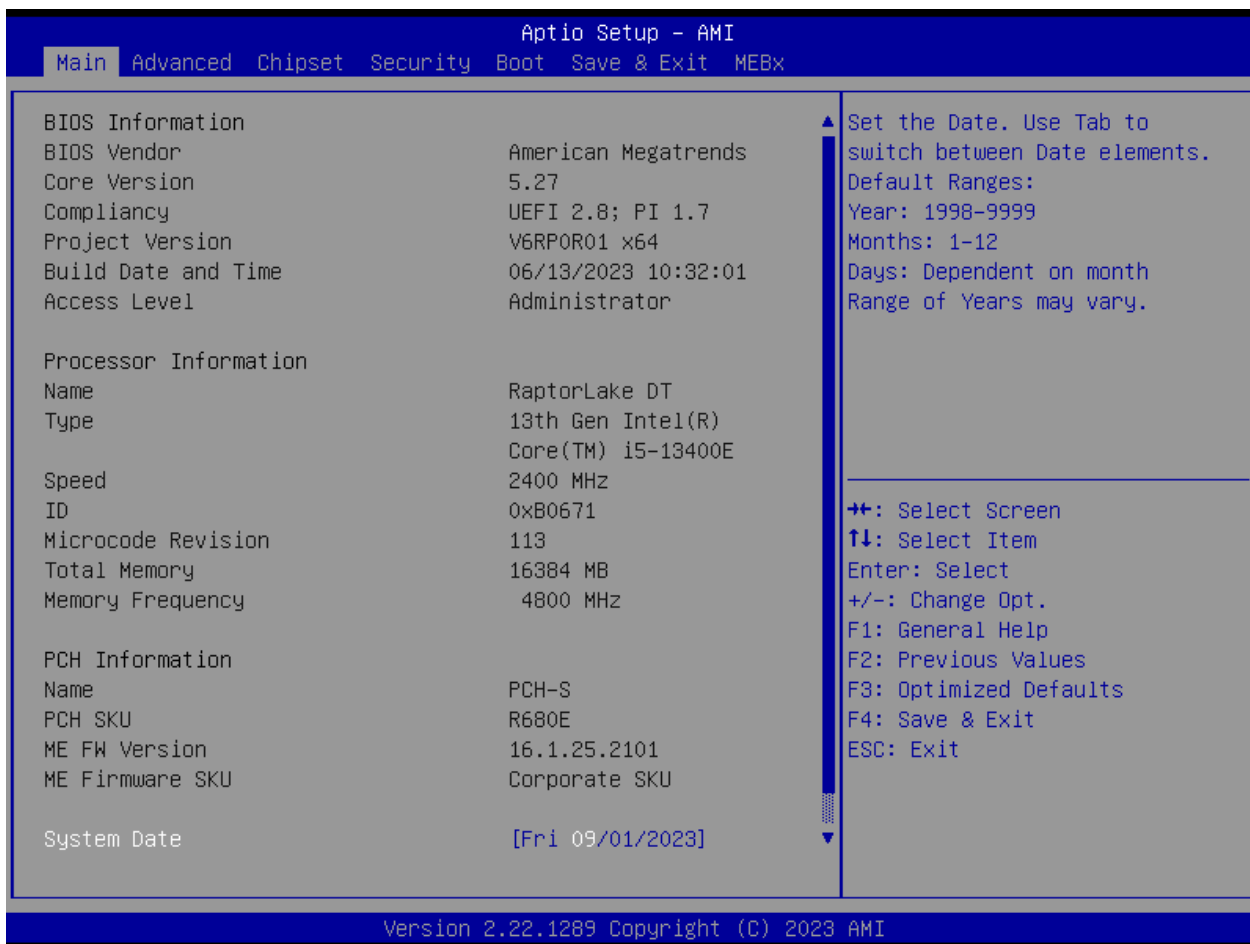 Aptio Setup – AMI
Main Advanced Chipset Security Boot Save & Exit MEBx
BIOS Information
BIOS Vendor American Megatrends
Core Version 5.27
Compliancy UEFI 2.8; PI 1.7
Project Version V6RP0R01 x64
Build Date and Time 06/13/2023 10:32:01
Access Level Administrator
Processor Information
Name RaptorLake DT
Type 13th Gen Intel(R)
Core(TM) i5-13400E
Speed 2400 MHz
ID 0xB0671
Microcode Revision 113
Total Memory 16384 MB
Memory Frequency 4800 MHz
PCH Information
Name PCH-S
PCH SKU R680E
ME FW Version 16.1.25.2101
ME Firmware SKU Corporate SKU
System Date [Fri 09/01/2023]
Set the Date. Use Tab to
switch between Date elements.
Default Ranges:
Year: 1998-9999
Months: 1-12
Days: Dependent on month
Range of Years may vary.
→←: Select Screen
↑↓: Select Item
Enter: Select
+/-: Change Opt.
F1: General Help
F2: Previous Values
F3: Optimized Defaults
F4: Save & Exit
ESC: Exit
Version 2.22.1289 Copyright (C) 2023 AMI